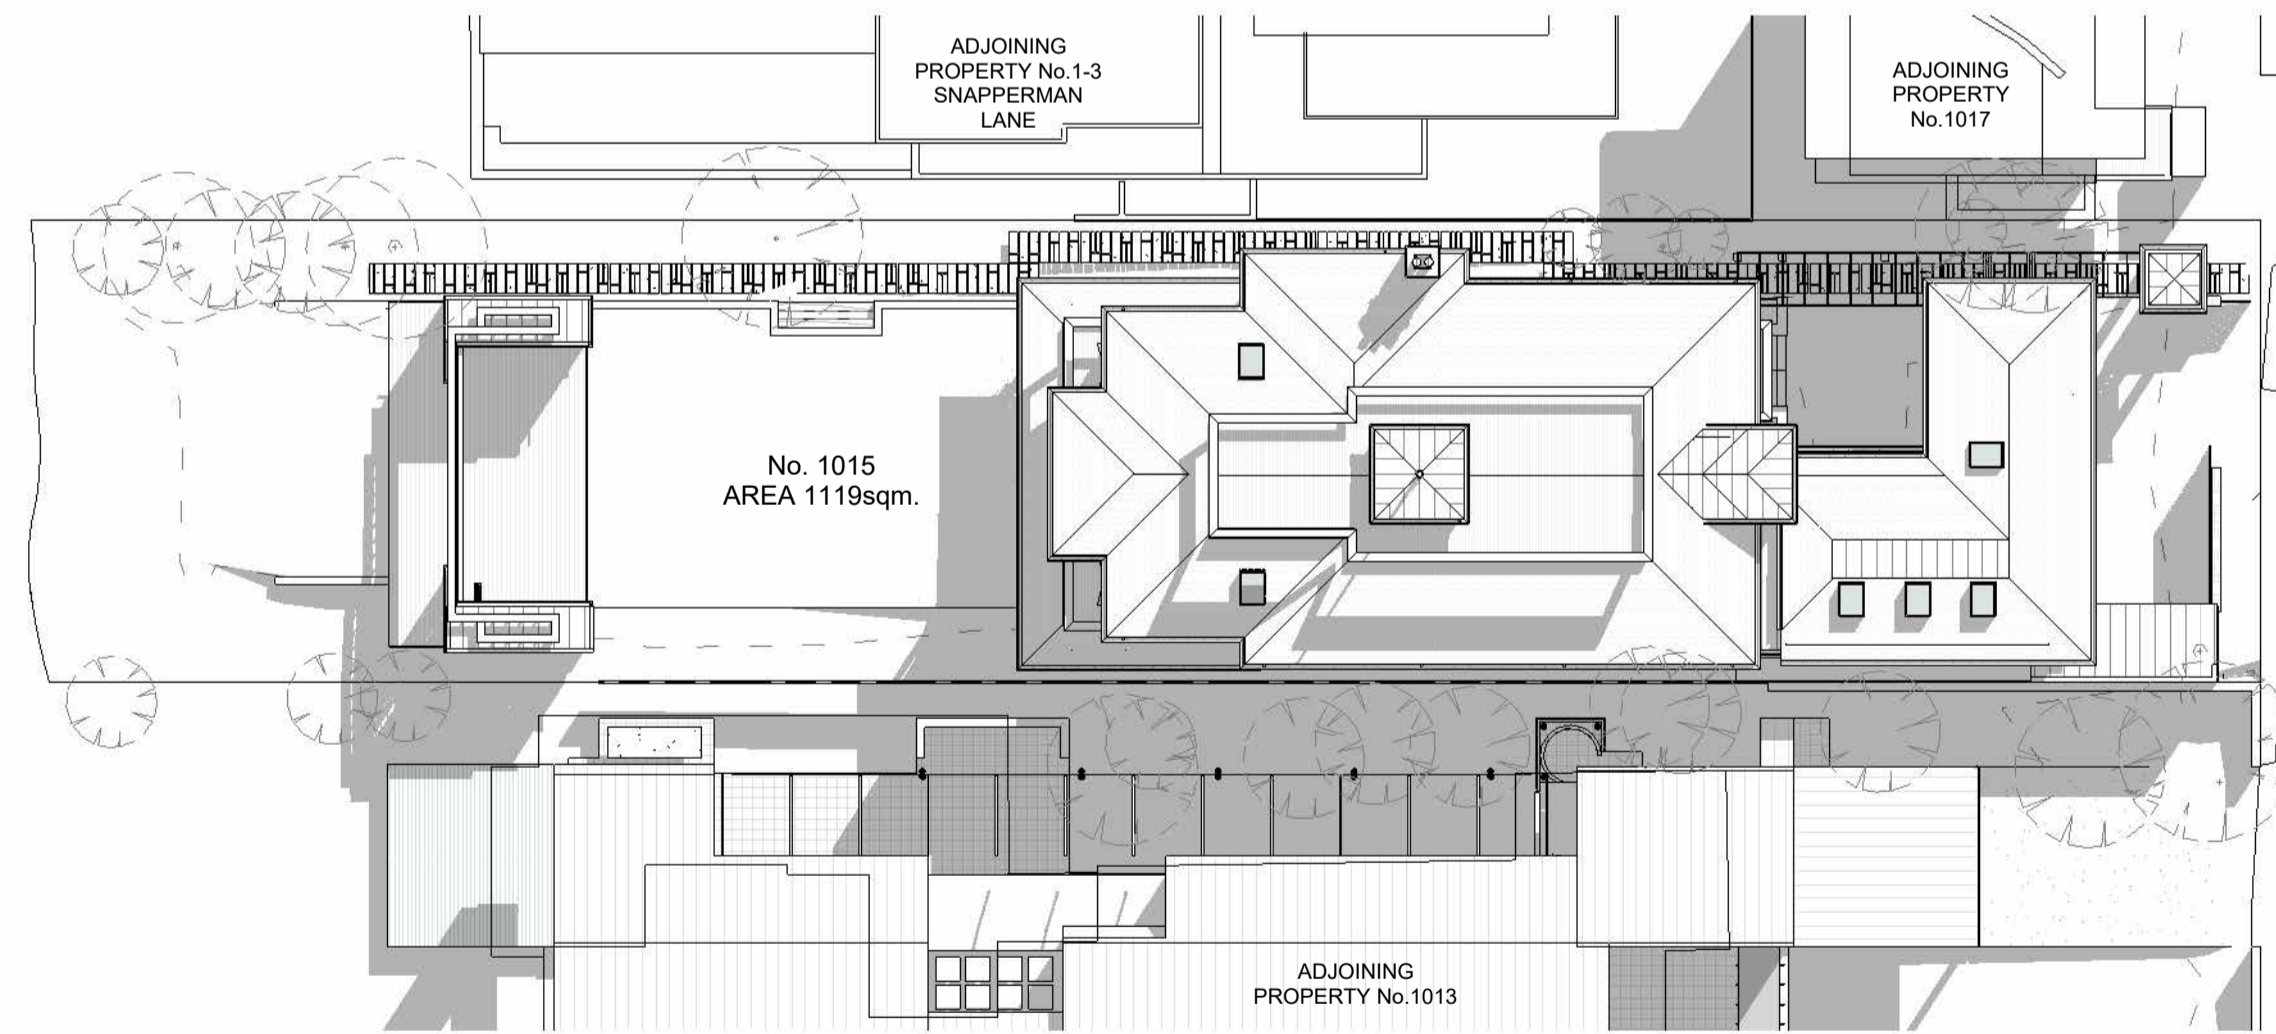 ADJOINING
PROPERTY No.1-3
SNAPPERMAN
LANE
ADJOINING
PROPERTY
No.1017
No. 1015
AREA 1119sqm.
ADJOINING
PROPERTY No.1013